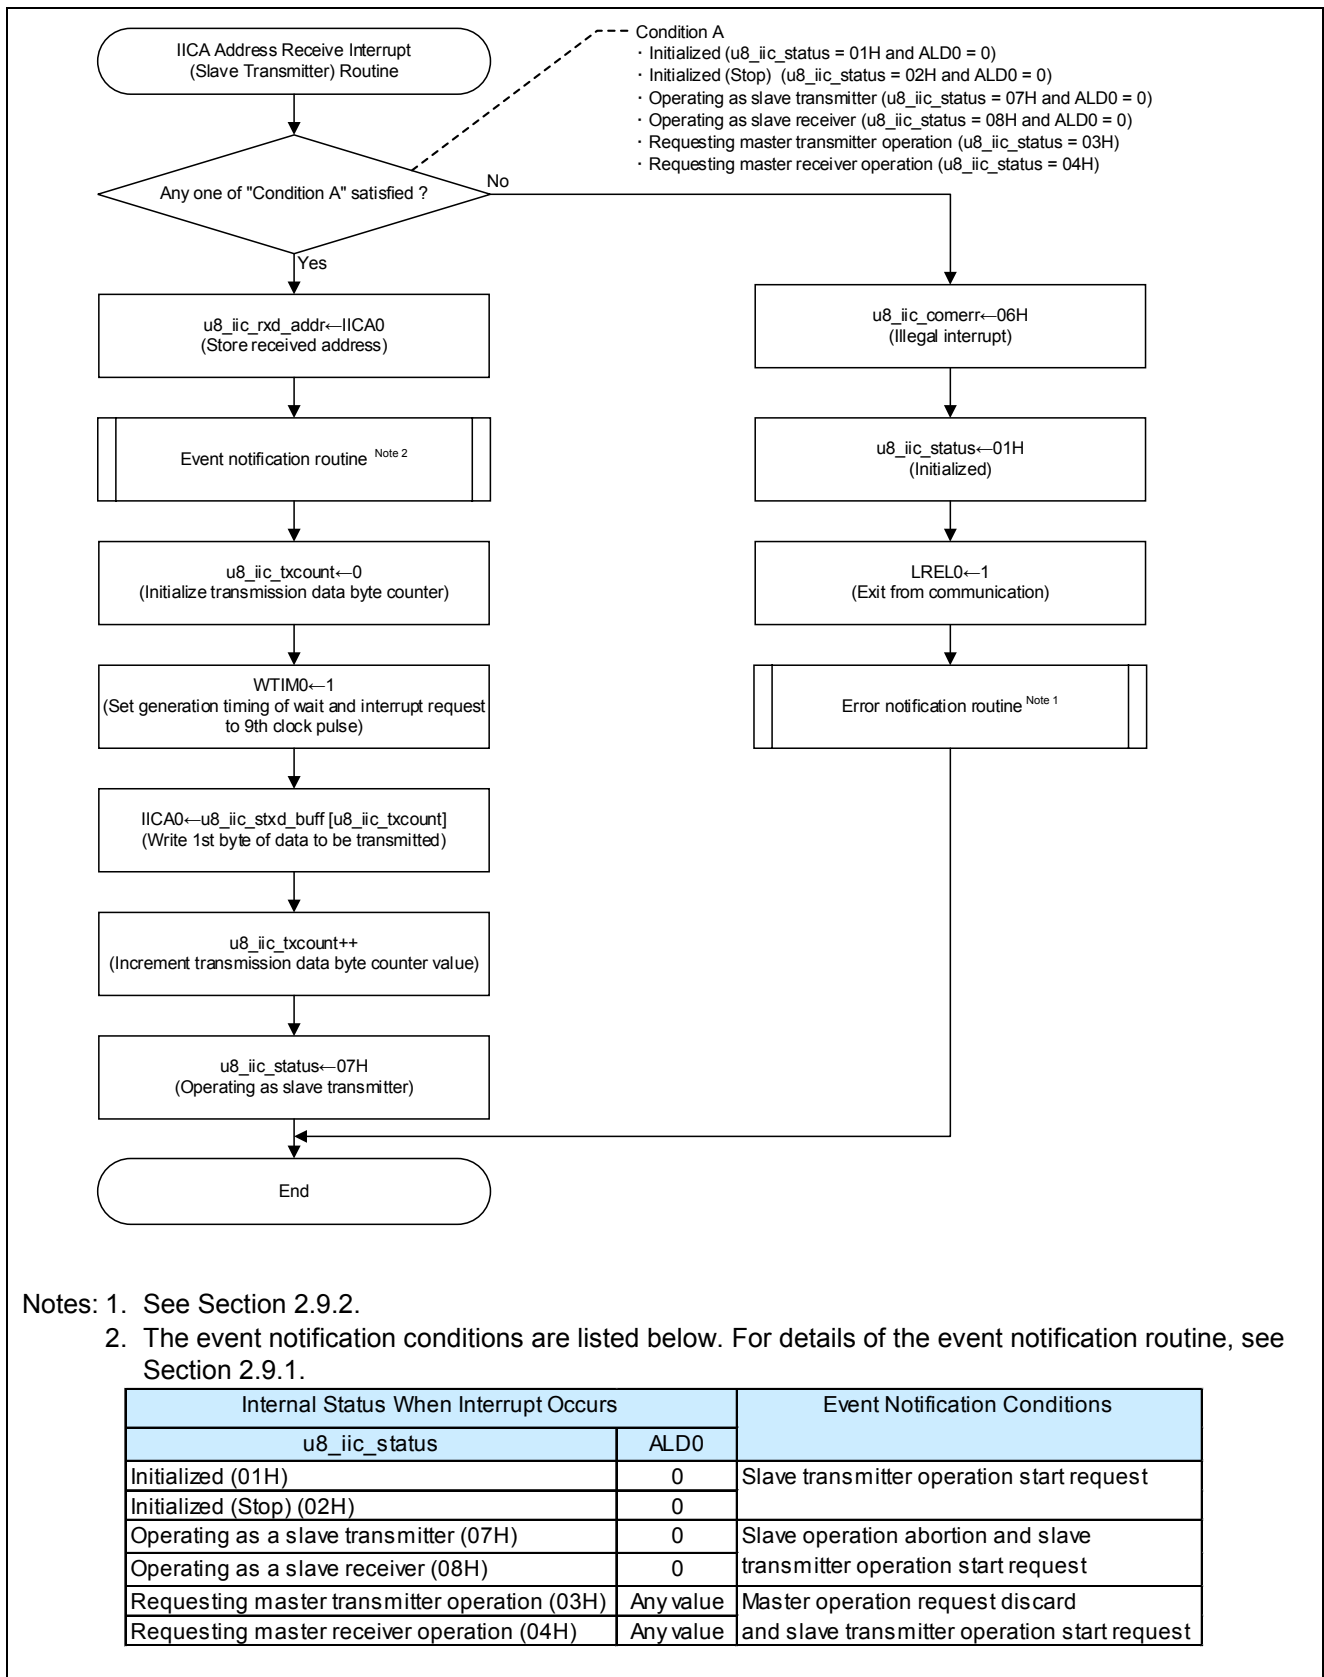 IICA Address Receive Interrupt
(Slave Transmitter) Routine
Condition A
・Initialized (u8_iic_status = 01H and ALD0 = 0)
・Initialized (Stop) (u8_iic_status = 02H and ALD0 = 0)
・Operating as slave transmitter (u8_iic_status = 07H and ALD0 = 0)
・Operating as slave receiver (u8_iic_status = 08H and ALD0 = 0)
・Requesting master transmitter operation (u8_iic_status = 03H)
・Requesting master receiver operation (u8_iic_status = 04H)
Any one of "Condition A" satisfied ?
No
Yes
u8_iic_rxd_addr←IICA0
(Store received address)
Event notification routine Note 2
u8_iic_txcount←0
(Initialize transmission data byte counter)
WTIM0←1
(Set generation timing of wait and interrupt request
to 9th clock pulse)
IICA0←u8_iic_stxd_buff [u8_iic_txcount]
(Write 1st byte of data to be transmitted)
u8_iic_txcount++
(Increment transmission data byte counter value)
u8_iic_status←07H
(Operating as slave transmitter)
u8_iic_comerr←06H
(Illegal interrupt)
u8_iic_status←01H
(Initialized)
LREL0←1
(Exit from communication)
Error notification routine Note 1
End
Notes: 1. See Section 2.9.2.
2. The event notification conditions are listed below. For details of the event notification routine, see
Section 2.9.1.
Internal Status When Interrupt Occurs Event Notification Conditions
u8_iic_status ALD0
Initialized (01H) 0 Slave transmitter operation start request
Initialized (Stop) (02H) 0
Operating as a slave transmitter (07H) 0 Slave operation abortion and slave
Operating as a slave receiver (08H) 0 transmitter operation start request
Requesting master transmitter operation (03H) Any value Master operation request discard
Requesting master receiver operation (04H) Any value and slave transmitter operation start request